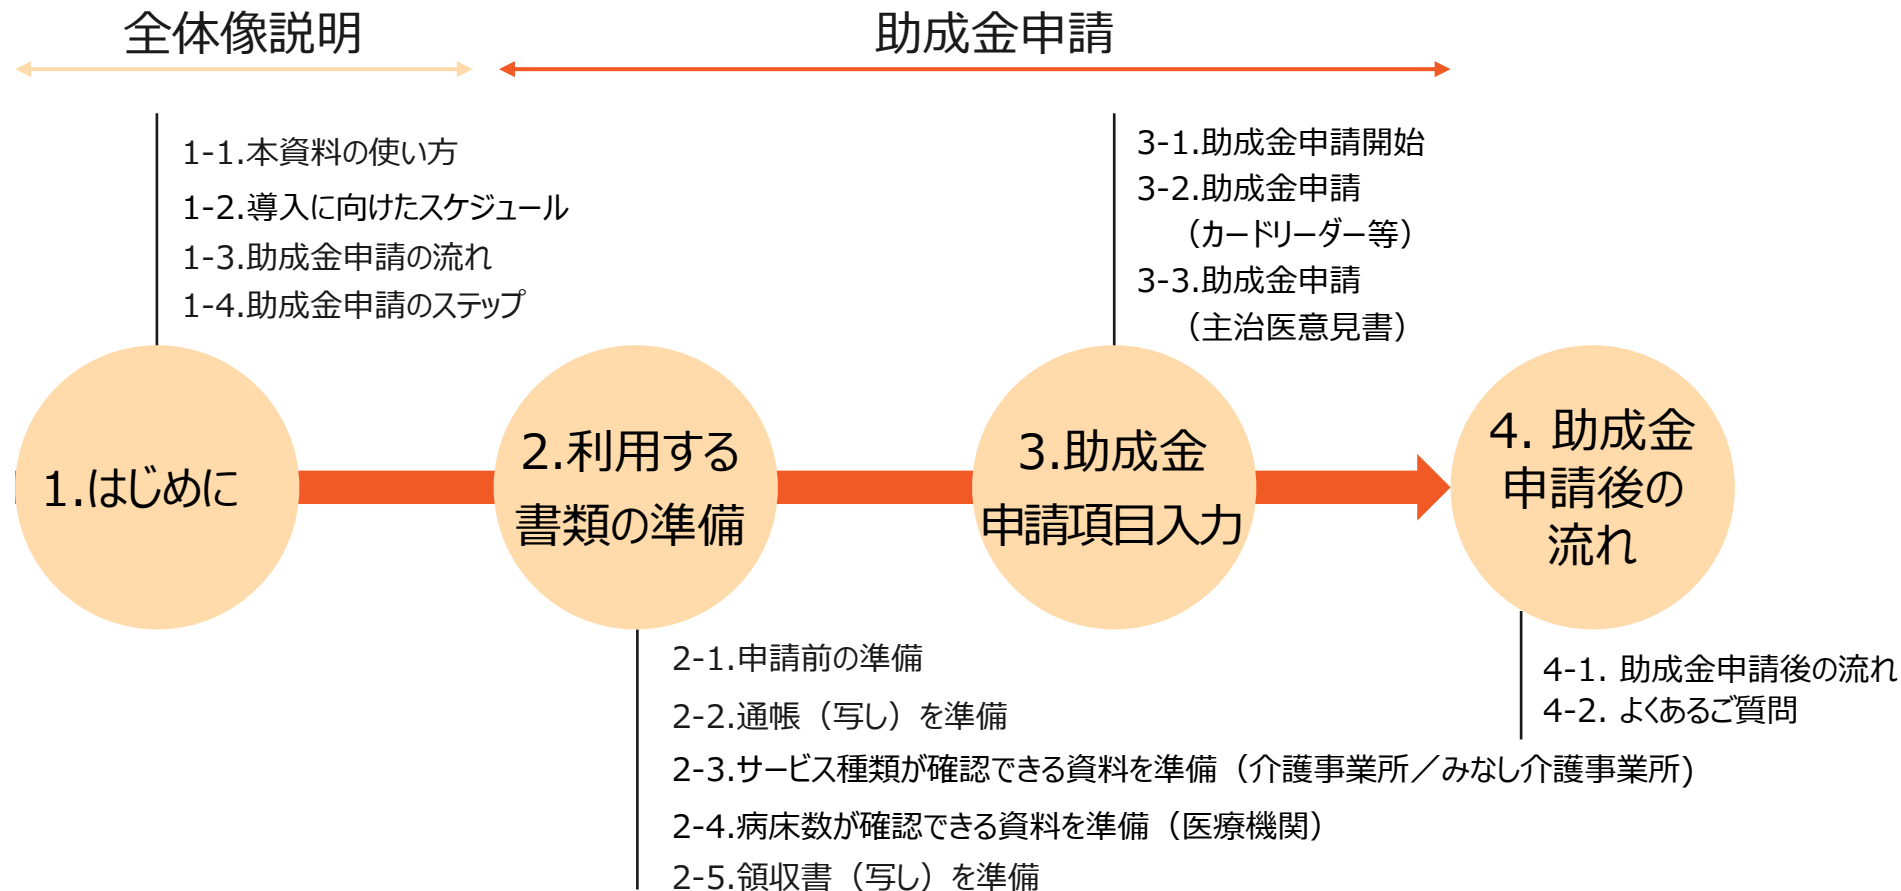 全体像説明
助成金申請
1-1.本資料の使い方
1-2.導入に向けたスケジュール
1-3.助成金申請の流れ
1-4.助成金申請のステップ
3-1.助成金申請開始
3-2.助成金申請
（カードリーダー等）
3-3.助成金申請
（主治医意見書）
1.はじめに
2.利用する
書類の準備
3.助成金
申請項目入力
4. 助成金
申請後の
流れ
2-1.申請前の準備
2-2.通帳（写し）を準備
2-3.サービス種類が確認できる資料を準備（介護事業所／みなし介護事業所)
2-4.病床数が確認できる資料を準備（医療機関）
2-5.領収書（写し）を準備
4-1. 助成金申請後の流れ
4-2. よくあるご質問